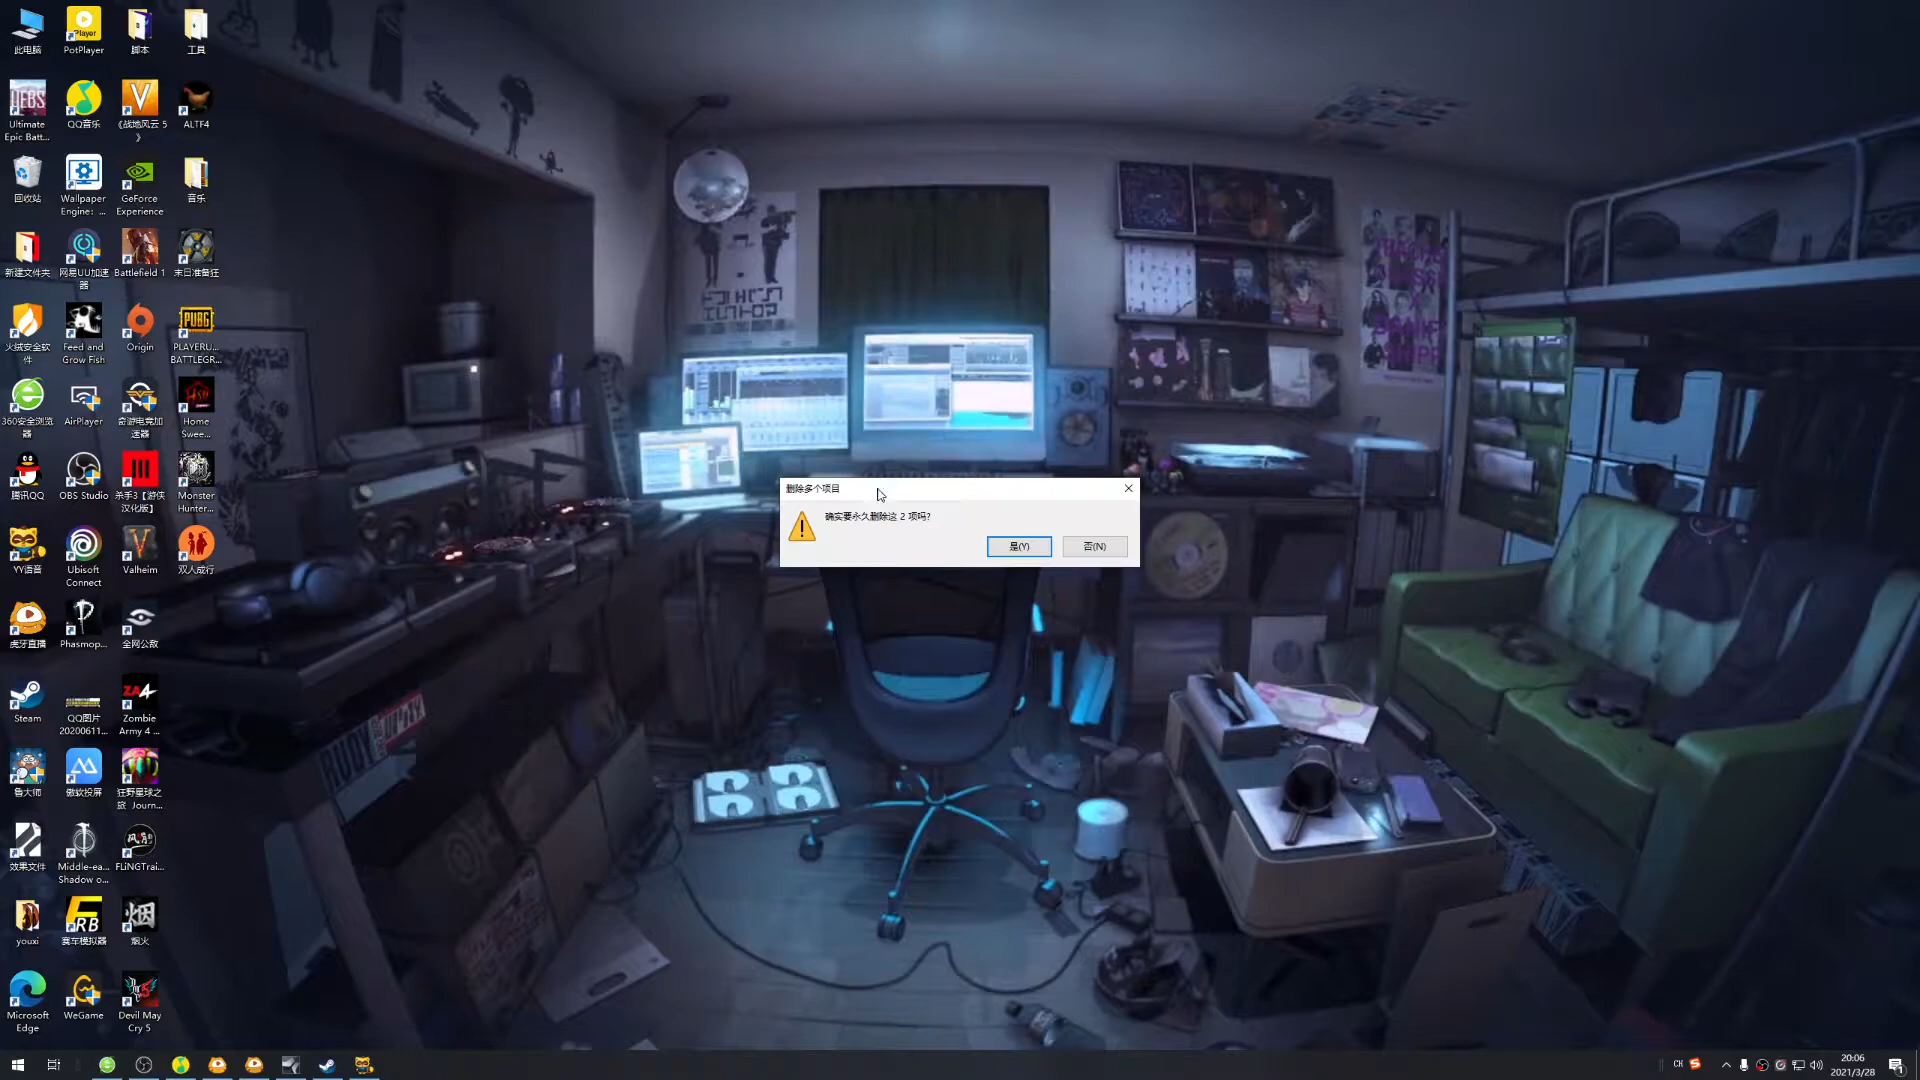 此电脑
PotPlayer
脚本
工具
Ultimate
Epic Batt...
QQ音乐
《战地风云 5
》
ALTF4
回收站
Wallpaper
Engine：...
GeForce
Experience
音乐
新建文件夹
网易UU加速
器
Battlefield 1
末日准备狂
火绒安全软
件
Feed and
Grow Fish
Origin
PLAYERU...
BATTLEGR...
360安全浏览
器
AirPlayer
奇游电竞加
速器
Home
Swee...
腾讯QQ
OBS Studio
杀手3【游侠
汉化版】
Monster
Hunter...
YY语音
Ubisoft
Connect
Valheim
双人成行
虎牙直播
Phasmop...
全网公敌
Steam
QQ图片
20200611...
Zombie
Army 4 ...
鲁大师
傲软投屏
狂野星球之
旅 Journ...
效果文件
Middle-ea...
Shadow o...
FLiNGTrai...
youxi
赛车模拟器
烟火
Microsoft
Edge
WeGame
Devil May
Cry 5
删除多个项目
确实要永久删除这 2 项吗?
是(Y)
否(N)
CH
20:06
2021/3/28